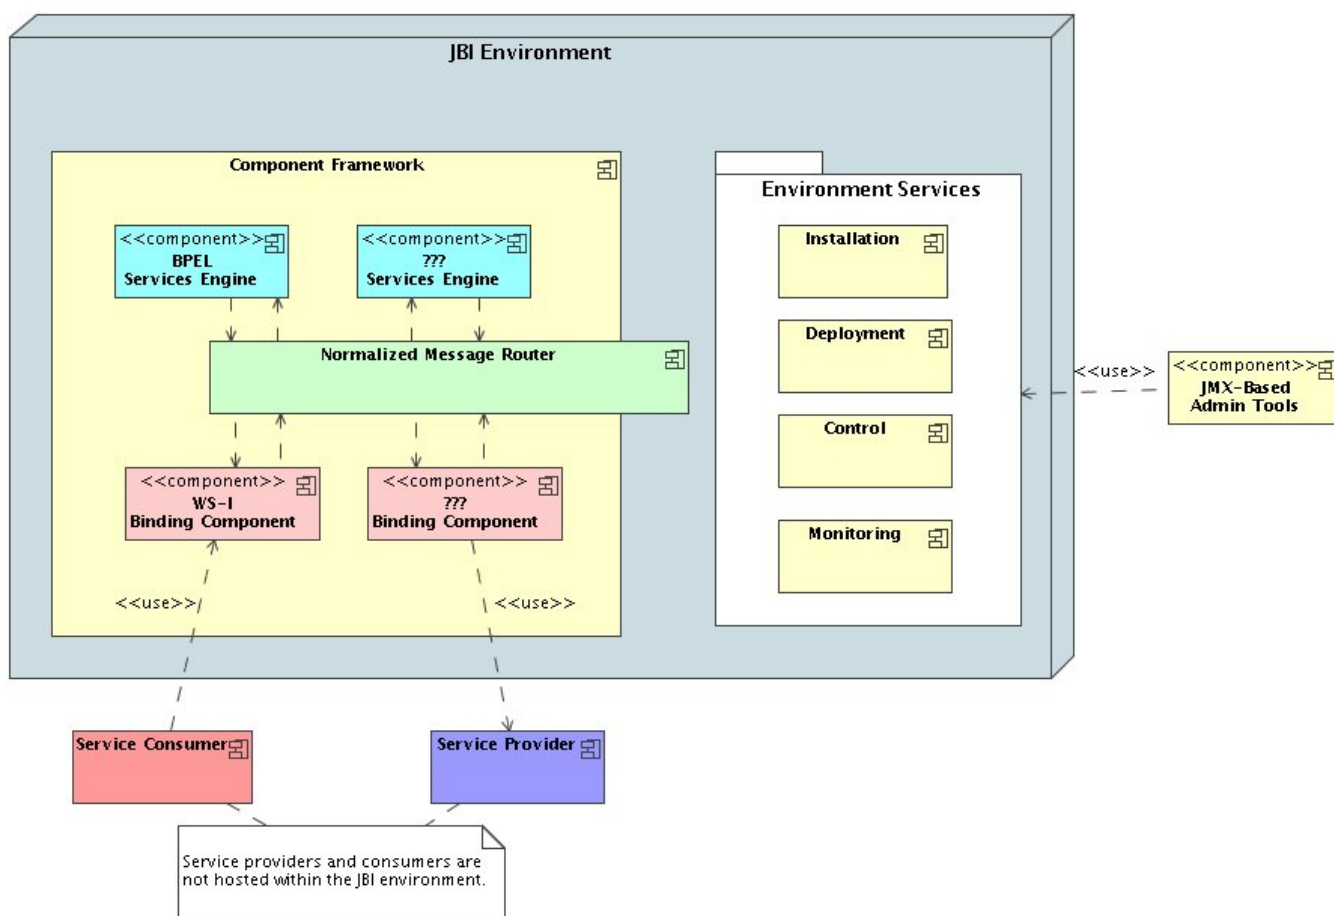 JBI Environment
Component Framework
<<component>>
BPEL
Services Engine
<<component>>
???
Services Engine
Normalized Message Router
<<component>>
WS-I
Binding Component
<<component>>
???
Binding Component
<<use>>
<<use>>
Environment Services
Installation
Deployment
Control
Monitoring
<<use>>
<<component>>
JMX-Based
Admin Tools
Service Consumer
Service Provider
Service providers and consumers are
not hosted within the JBI environment.